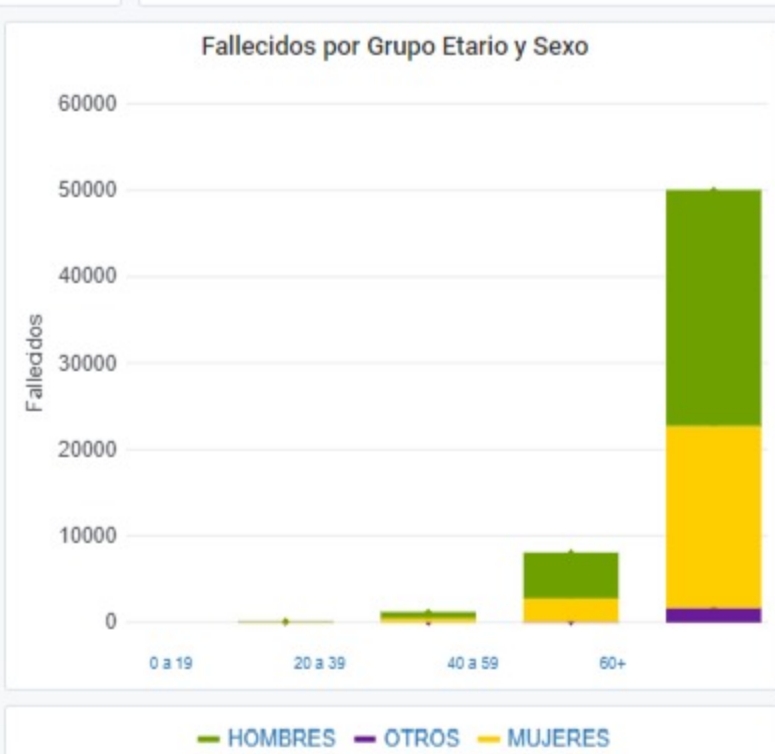 Fallecidos por Grupo Etario y Sexo
60000
50000
40000
30000
20000
10000
0
Fallecidos
0 a 19 20 a 39 40 a 59 60+
HOMBRES OTROS MUJERES